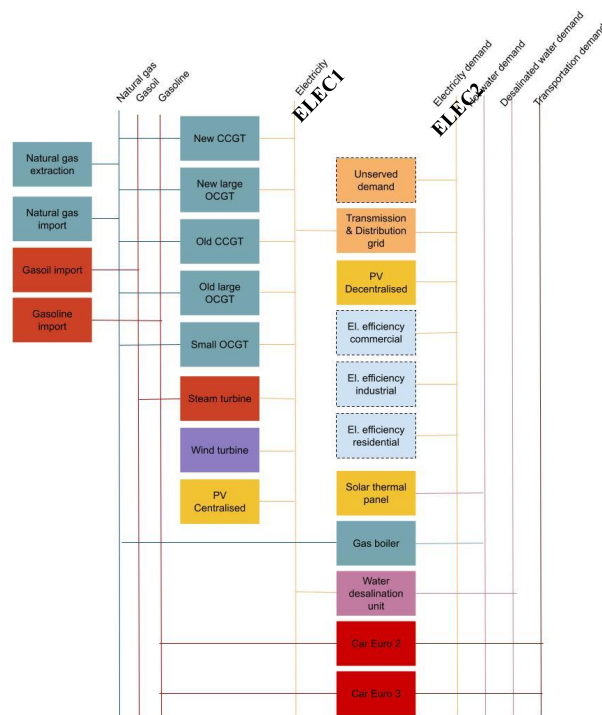 Natural gas
Gasoil
Gasoline
Electricity
ELEC1
Electricity demand
ELEC2
water demand
Desalinated water demand
Transportation demand
Natural gas
extraction
Natural gas
import
Gasoil import
Gasoline
import
New CCGT
New large
OCGT
Old CCGT
Old large
OCGT
Small OCGT
Steam turbine
Wind turbine
PV
Centralised
Unserved
demand
Transmission
& Distribution
grid
PV
Decentralised
El. efficiency
commercial
El. efficiency
industrial
El. efficiency
residential
Solar thermal
panel
Gas boiler
Water
desalination
unit
Car Euro 2
Car Euro 3